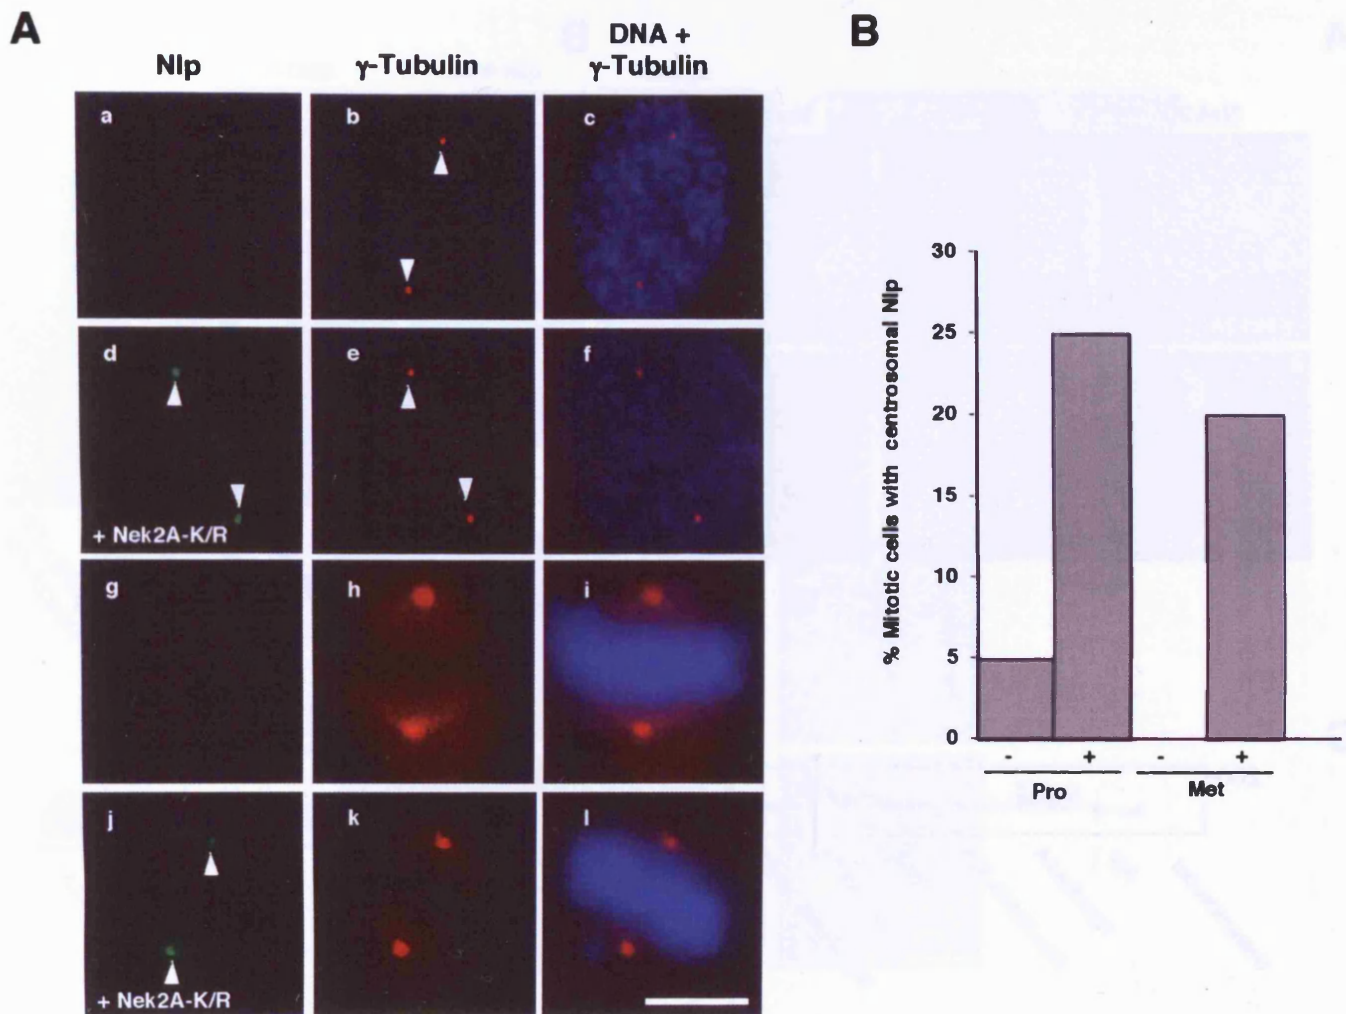 A
Nlp
γ-Tubulin
DNA +
γ-Tubulin
a
b
c
d
+ Nek2A-K/R
e
f
g
h
i
j
+ Nek2A-K/R
k
l
B
% Mitotic cells with centrosomal Nlp
30
25
20
15
10
5
0
- + - +
Pro Met